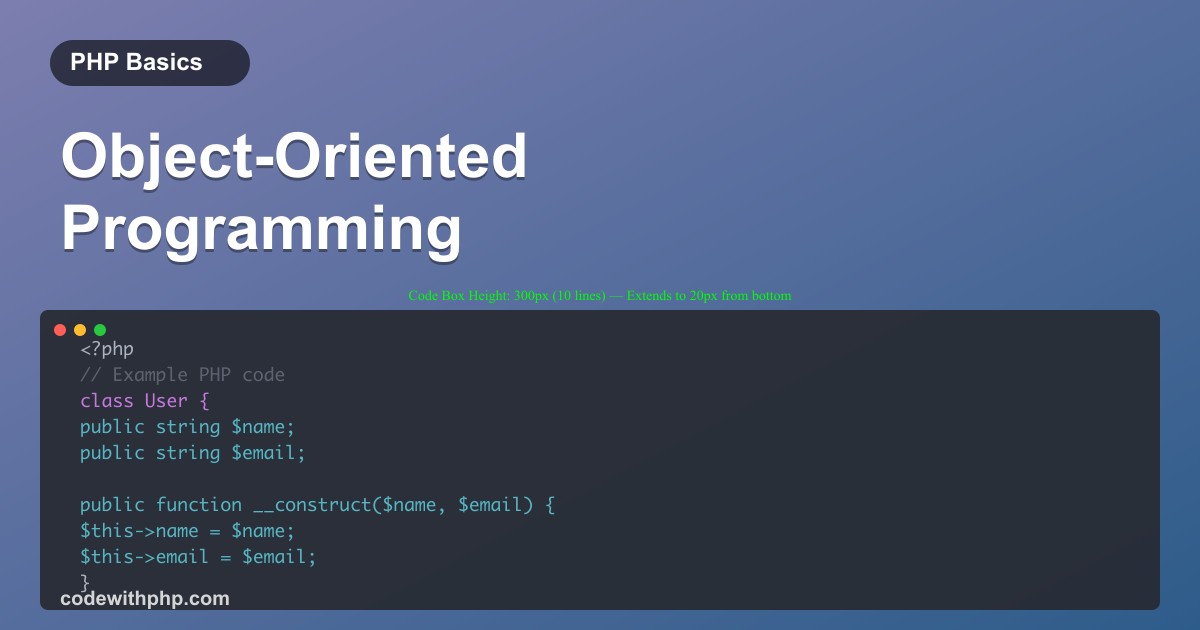 PHP Basics
Object-Oriented
Programming
Code Box Height: 300px (10 lines) — Extends to 20px from bottom
<?php
// Example PHP code
class User {
public string $name;
public string $email;
public function __construct($name, $email) {
$this->name = $name;
$this->email = $email;
}
codewithphp.com